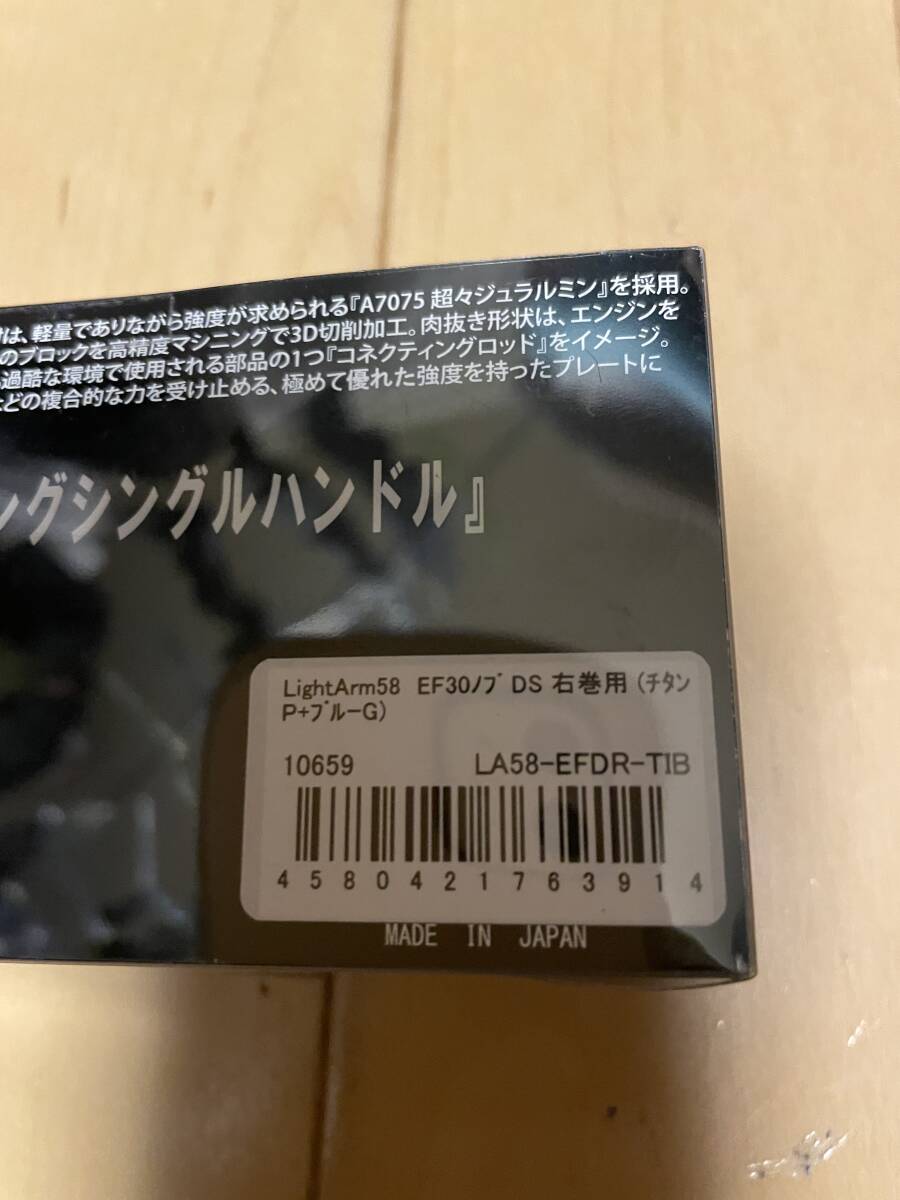 は、軽量でありながら強度が求められる『A7075 超々ジュラルミン』を採用。
のブロックを高精度マシニングで3D切削加工。肉抜き形状は、エンジンを
過酷な環境で使用される部品の1つ『コネクティングロッド』をイメージ。
どの複合的な力を受け止める、極めて優れた強度を持ったプレートに
ングシングルハンドル』
LightArm58 EF30ﾉﾌﾞ DS 右巻用 (ﾁﾀﾝ
P+ﾌﾞﾙｰG)
10659 LA58-EFDR-TIB
4580421763914
MADE IN JAPAN